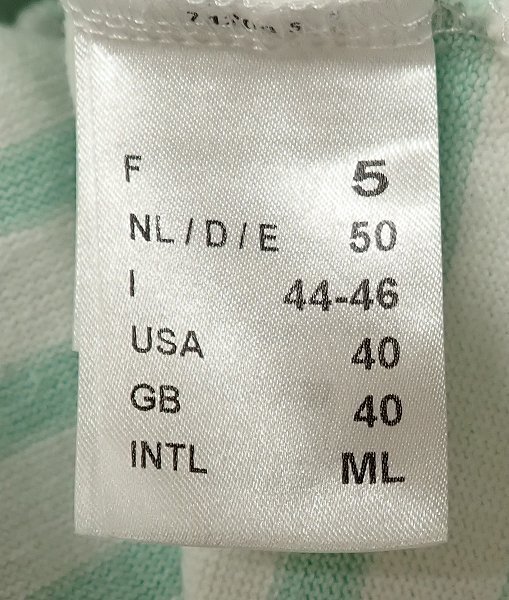 F 5
NL / D / E 50
I 44-46
USA 40
GB 40
INTL ML